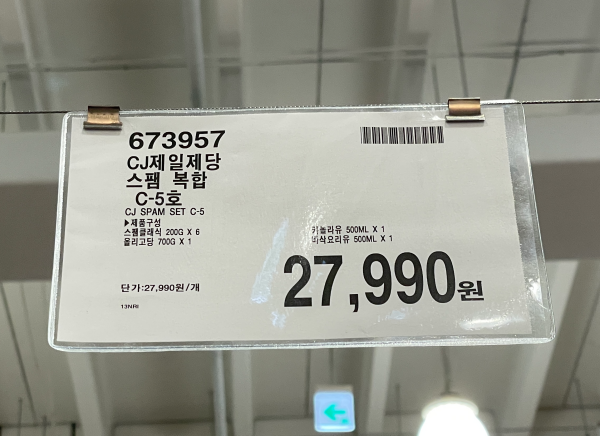 673957
CJ제일제당
스팸 복합
C-5호
CJ SPAM SET C-5
▶제품구성
스팸클래식 200G X 6
올리고당 700G X 1
카놀라유 500ML X 1
바삭요리유 500ML X 1
단가:27,990원/개
27,990원
13NRI